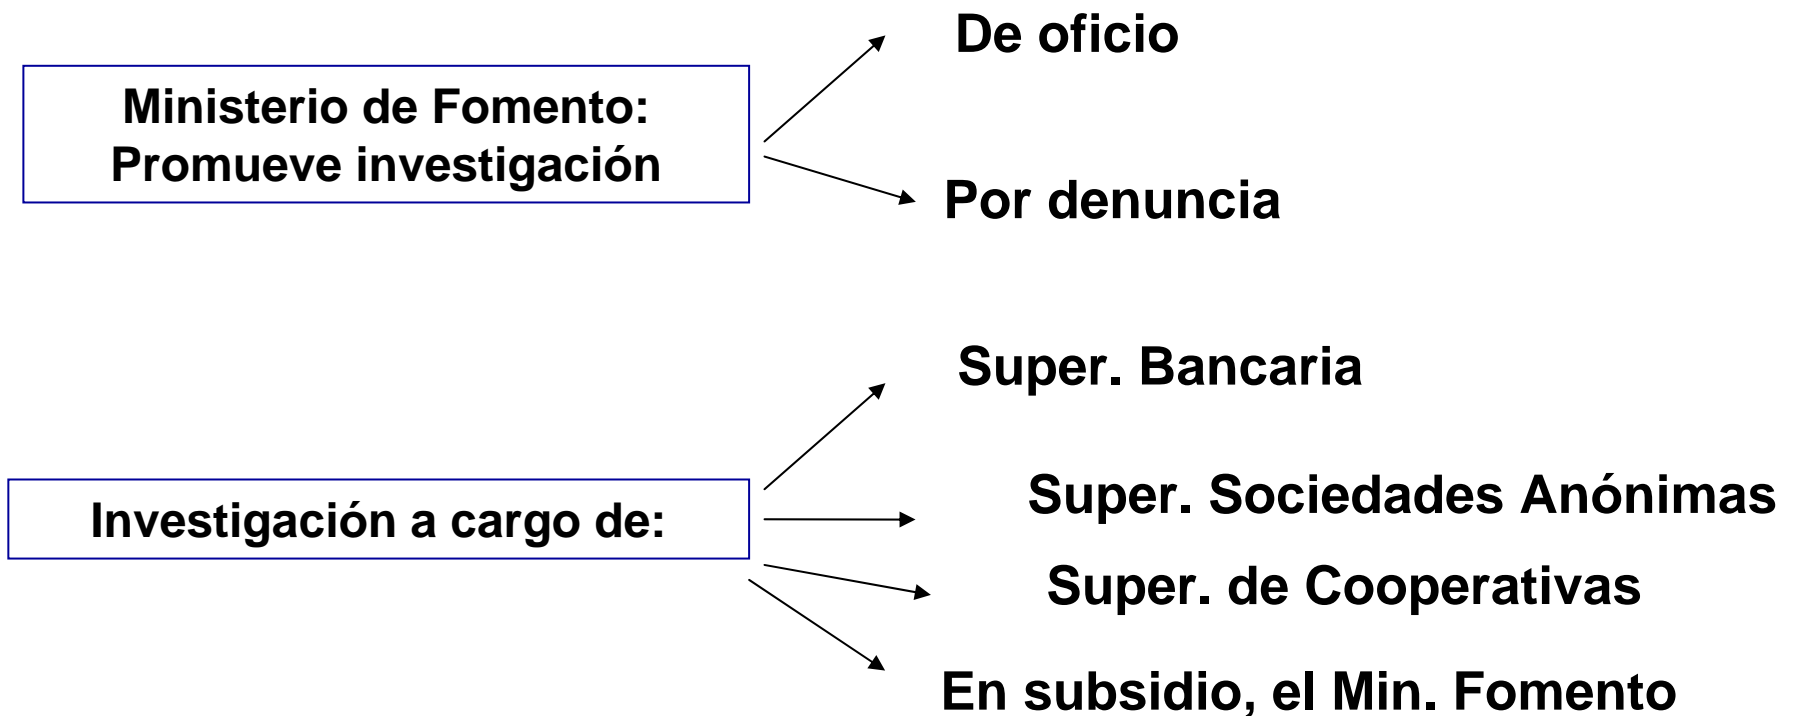 De oficio
Ministerio de Fomento:
Promueve investigación
Por denuncia
Super. Bancaria
Super. Sociedades Anónimas
Investigación a cargo de:
Super. de Cooperativas
En subsidio, el Min. Fomento